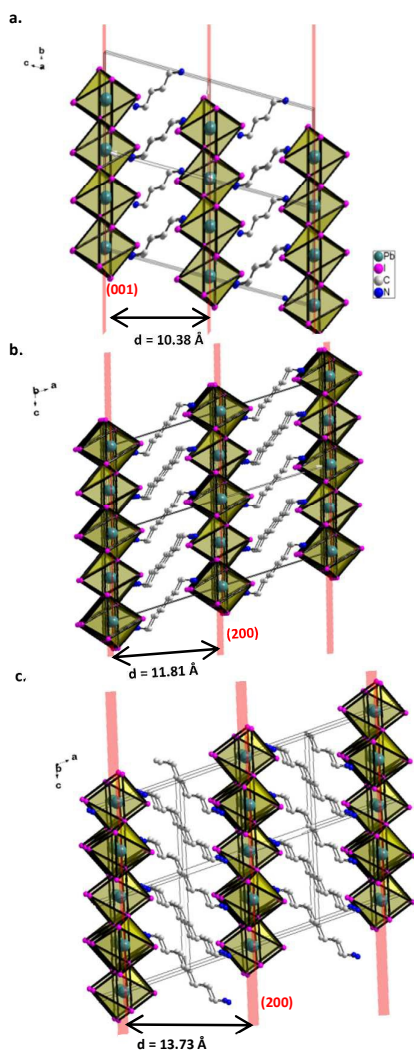 a.
b
c
a
Pb
I
C
N
(001)
d = 10.38 Å
b.
b
a
c
(200)
d = 11.81 Å
c.
a
b
c
(200)
d = 13.73 Å